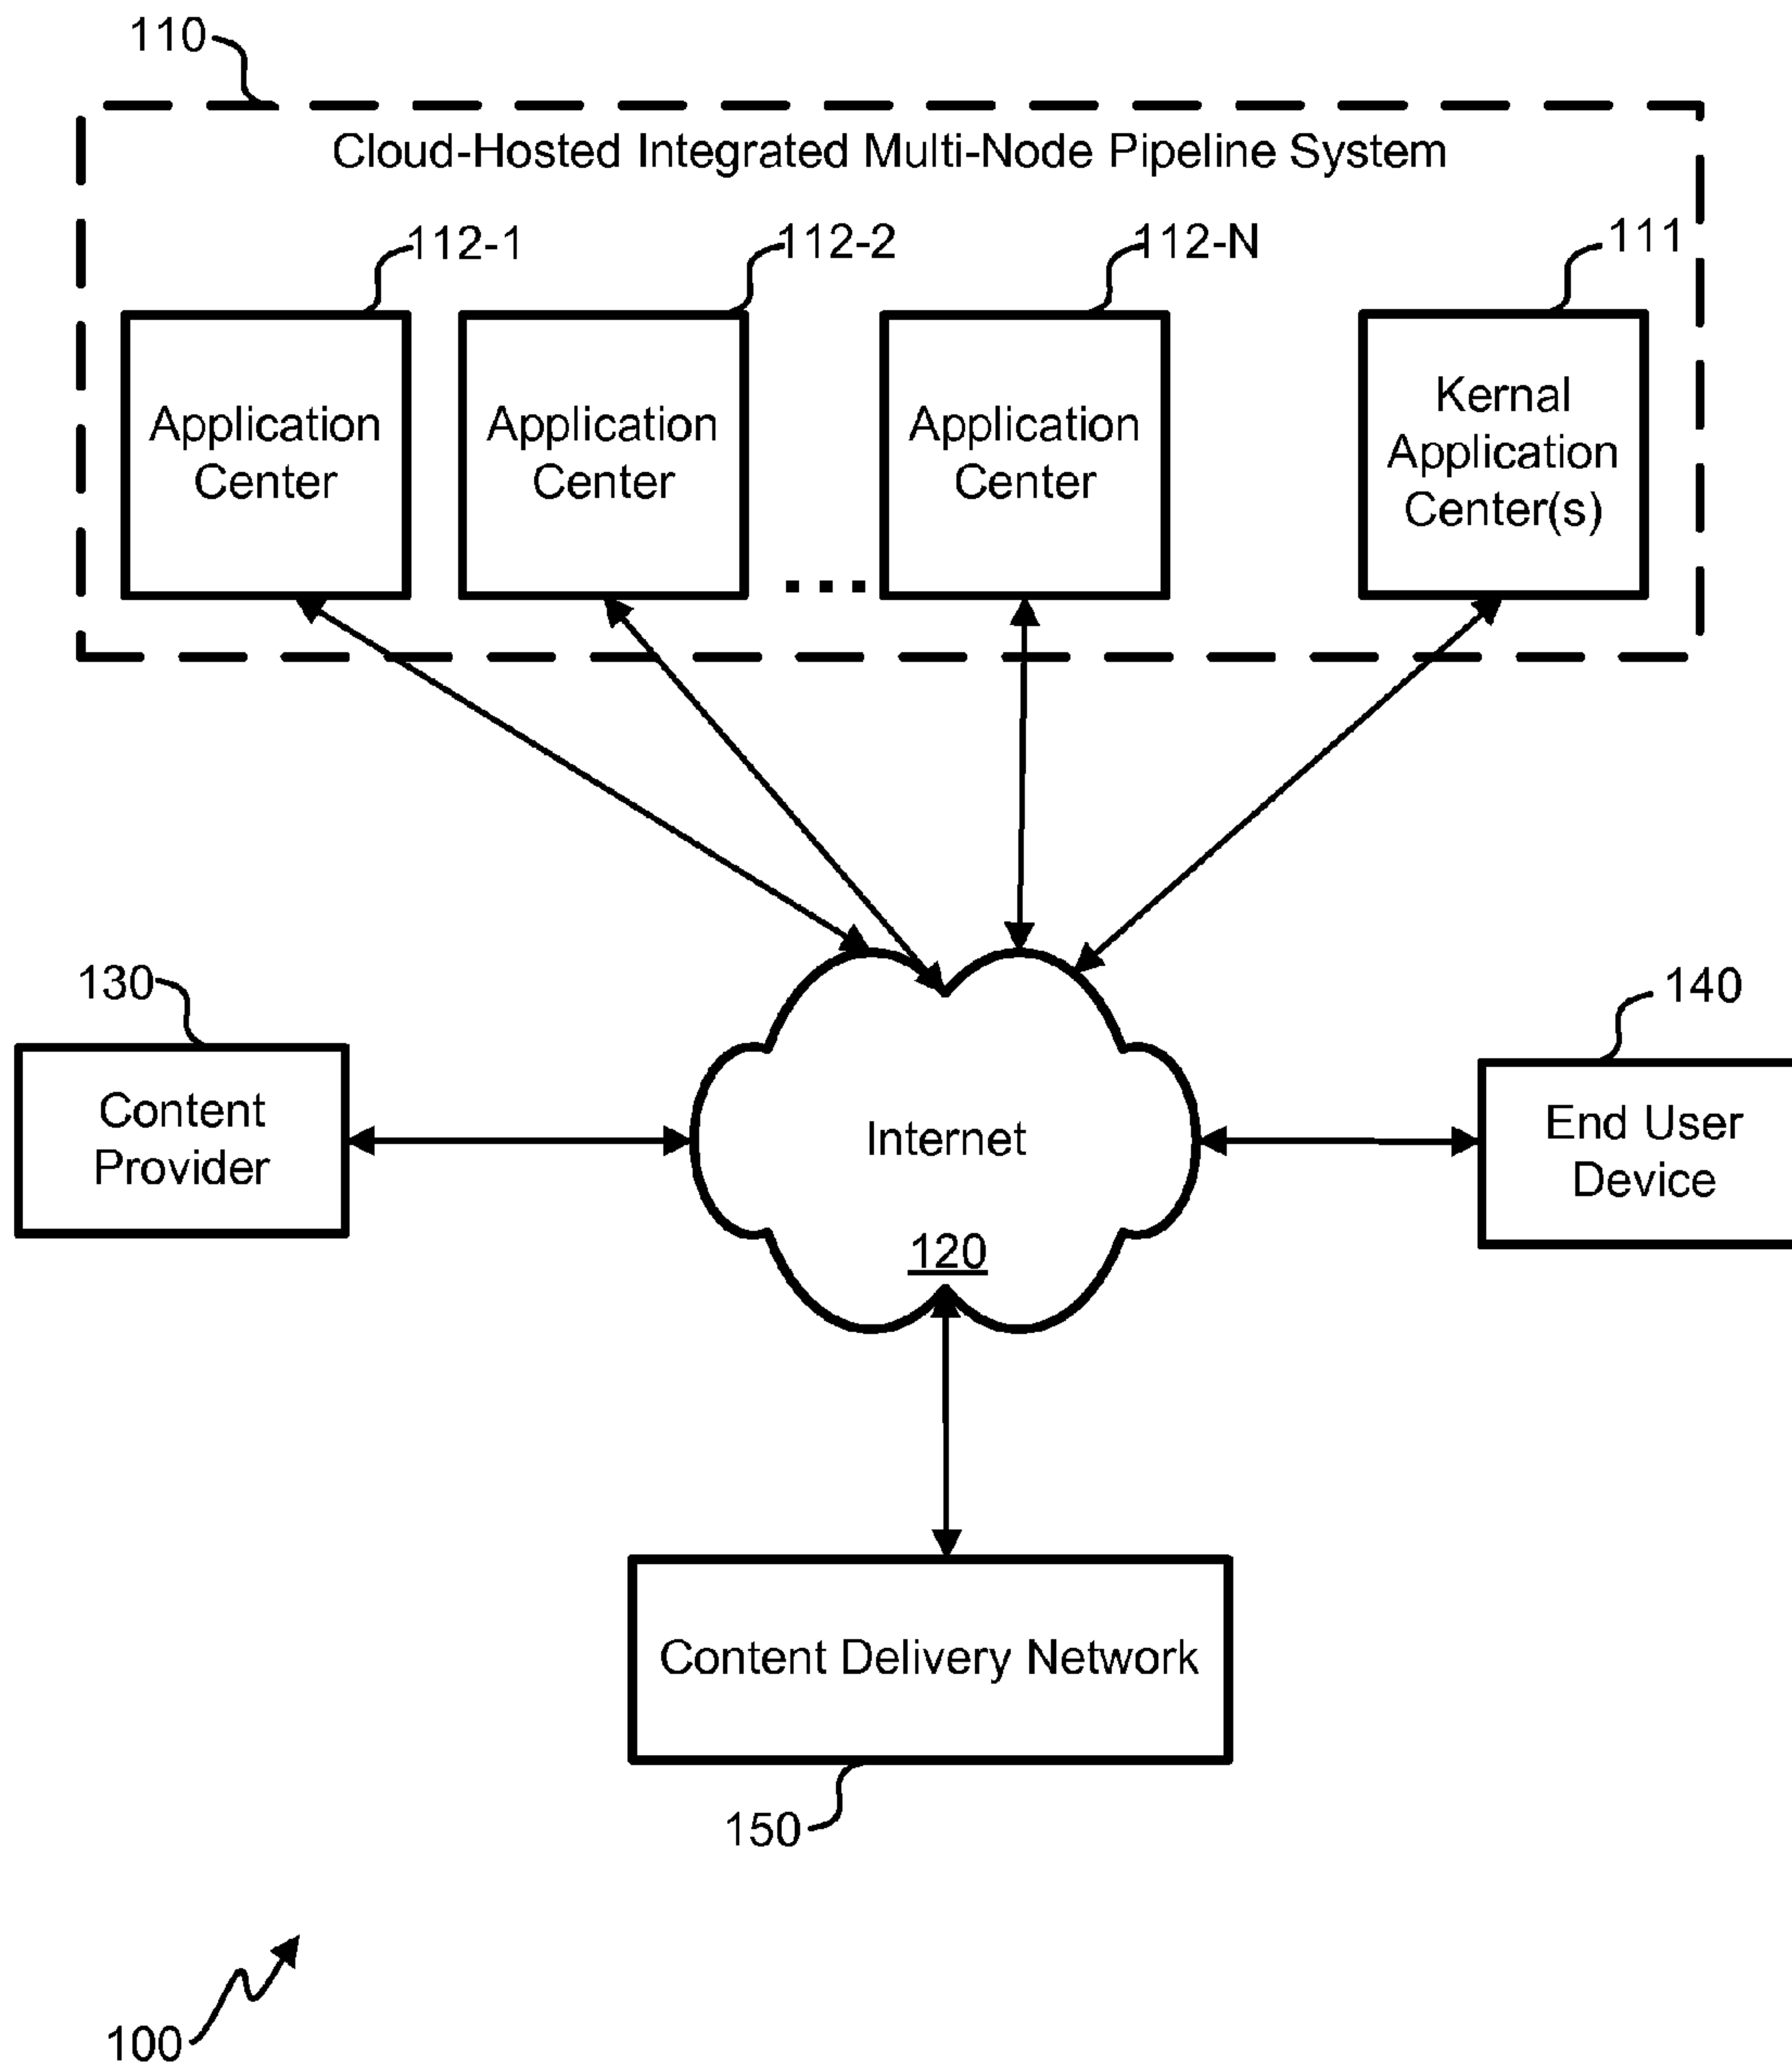 110
Cloud-Hosted Integrated Multi-Node Pipeline System
112-1
112-2
112-N
111
Application
Center
Application
Center
...
Application
Center
Kernal
Application
Center(s)
130
Content
Provider
Internet
120
140
End User
Device
Content Delivery Network
150
100